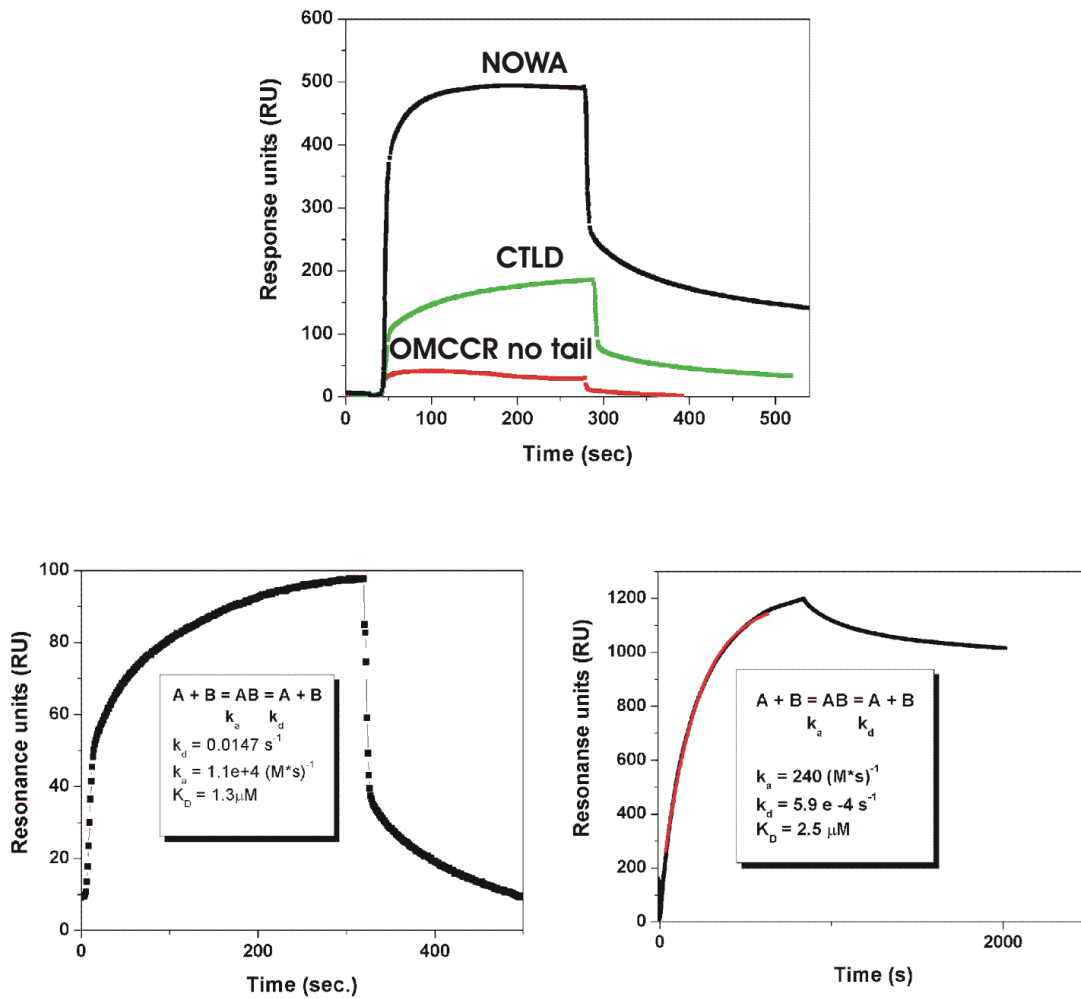 600
500
400
300
200
100
0
Response units (RU)
NOWA
CTLD
OMCCR no tail
0 100 200 300 400 500
Time (sec)
100
80
60
40
20
0
Resonance units (RU)
A + B = AB = A + B
ka kd
kd = 0.0147 s-1
ka = 1.1e+4 (M*s)-1
KD = 1.3μM
0 200 400
Time (sec.)
1200
1000
800
600
400
200
0
Resonanse units (RU)
A + B = AB = A + B
ka kd
ka = 240 (M*s)-1
kd = 5.9 e -4 s-1
KD = 2.5 μM
0 2000
Time (s)